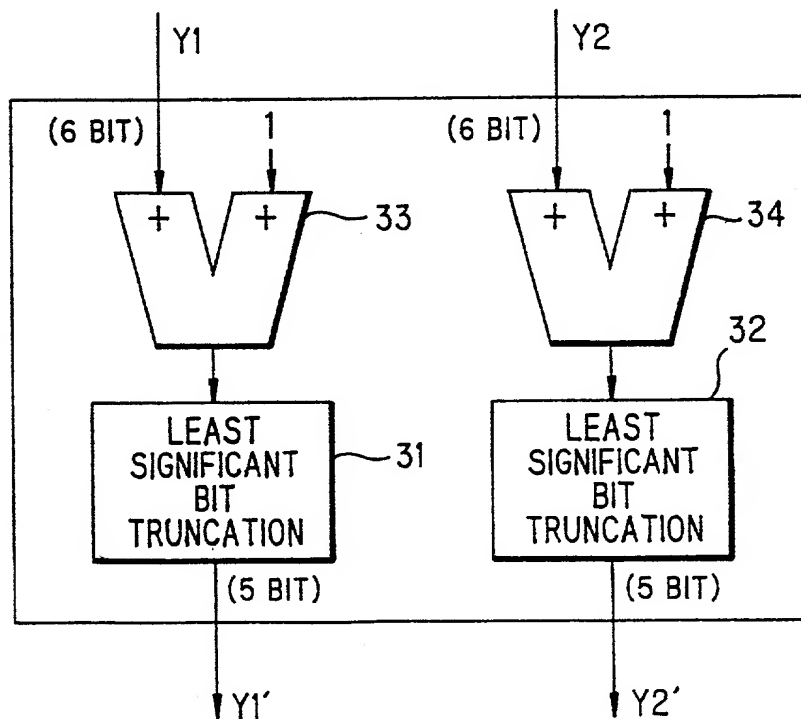 Y1 Y2
(6 BIT) 1 (6 BIT) 1
+ + 33 + + 34
32
LEAST
SIGNIFICANT
BIT
TRUNCATION
31
LEAST
SIGNIFICANT
BIT
TRUNCATION
(5 BIT) (5 BIT)
Y1′ Y2′